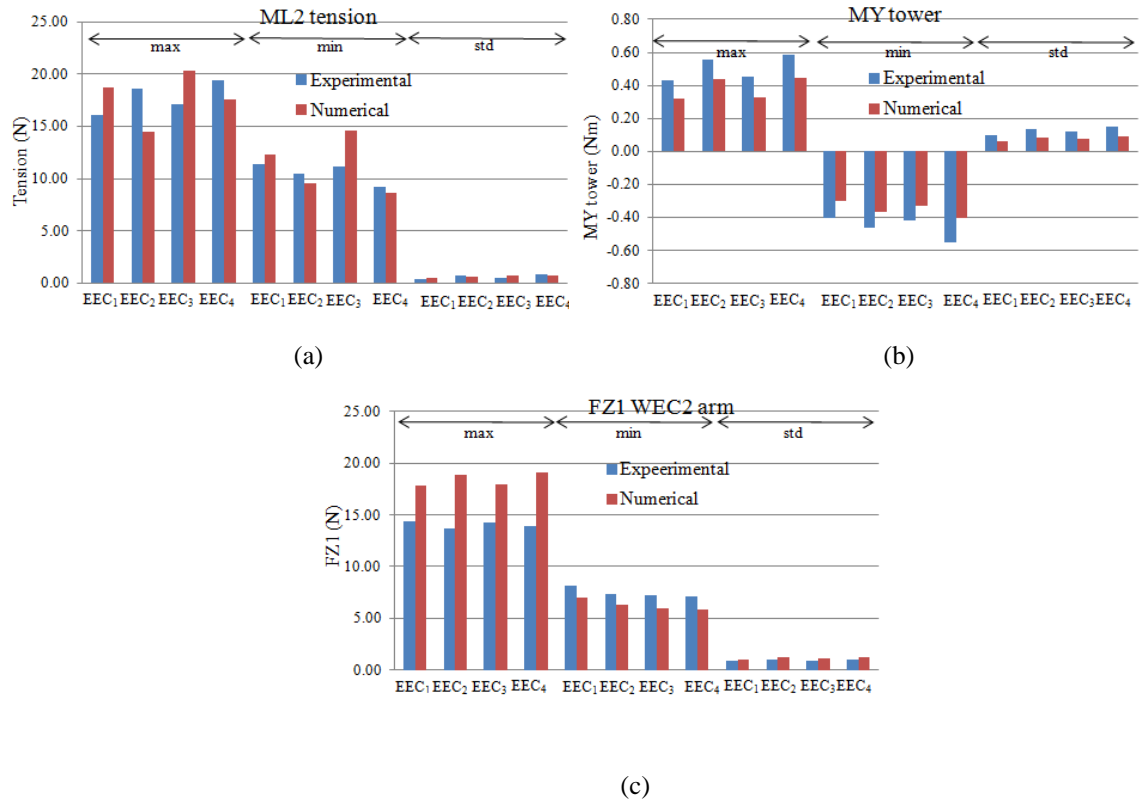 ML2 tension
max min std
Experimental
Numerical
Tension (N)
25.00
20.00
15.00
10.00
5.00
0.00
EEC1 EEC2 EEC3 EEC4 EEC1 EEC2 EEC3 EEC4 EEC1 EEC2 EEC3 EEC4
(a)
MY tower
max min std
Experimental
Numerical
MY tower (Nm)
0.80
0.60
0.40
0.20
0.00
-0.20
-0.40
-0.60
-0.80
EEC1 EEC2 EEC3 EEC4 EEC1 EEC2 EEC3 EEC4 EEC1 EEC2 EEC3 EEC4
(b)
FZ1 WEC2 arm
max min std
Expeerimental
Numerical
FZ1 (N)
25.00
20.00
15.00
10.00
5.00
0.00
EEC1 EEC2 EEC3 EEC4 EEC1 EEC2 EEC3 EEC4 EEC1 EEC2 EEC3 EEC4
(c)